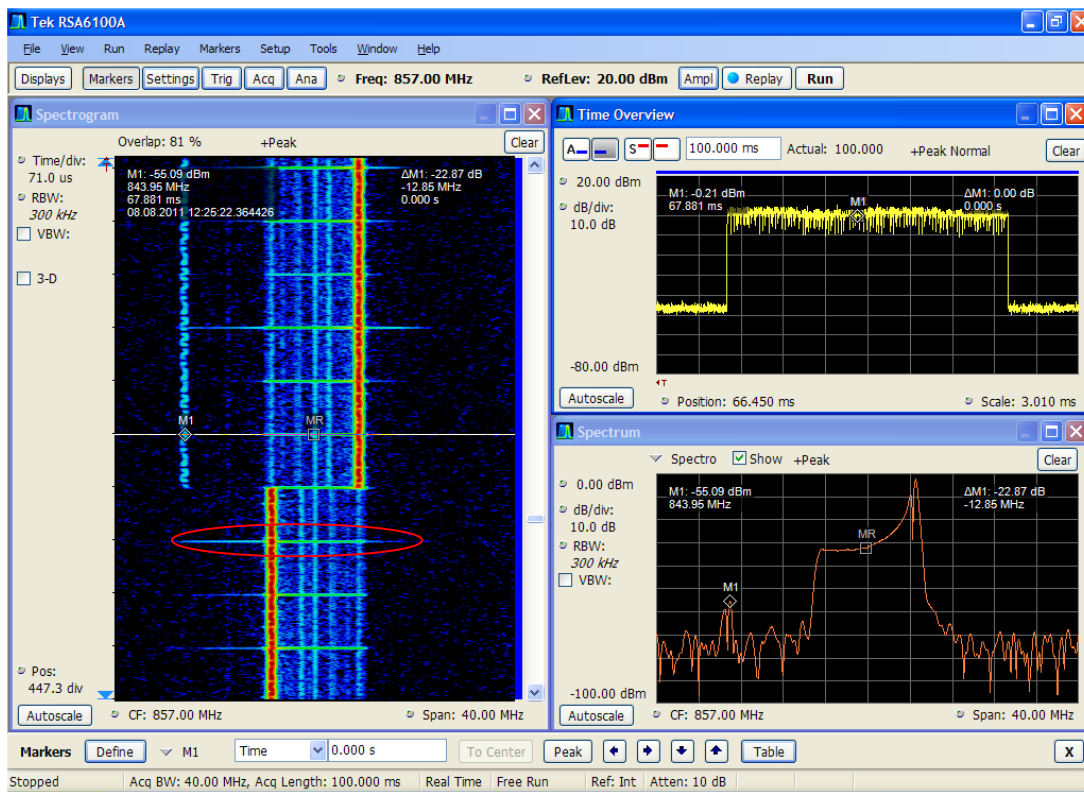 Tek RSA6100A
File View Run Replay Markers Setup Tools Window Help
Displays Markers Settings Trig Acq Ana Freq: 857.00 MHz RefLev: 20.00 dBm Ampl Replay Run
Spectrogram
Overlap: 81 % +Peak Clear
Time/div:
71.0 us
RBW:
300 kHz
VBW:
3-D
M1: -55.09 dBm
843.95 MHz
67.881 ms
08.08.2011 12:25:22.364426
ΔM1: -22.87 dB
-12.85 MHz
0.000 s
M1
MR
Pos:
447.3 div
Autoscale CF: 857.00 MHz Span: 40.00 MHz
Time Overview
A S 100.000 ms Actual: 100.000 +Peak Normal Clear
20.00 dBm
dB/div:
10.0 dB
M1: -0.21 dBm
67.881 ms
ΔM1: 0.00 dB
0.000 s
M1
-80.00 dBm
T
Autoscale Position: 66.450 ms Scale: 3.010 ms
Spectrum
Spectro Show +Peak Clear
0.00 dBm
dB/div:
10.0 dB
RBW:
300 kHz
VBW:
M1: -55.09 dBm
843.95 MHz
ΔM1: -22.87 dB
-12.85 MHz
MR
M1
-100.00 dBm
Autoscale CF: 857.00 MHz Span: 40.00 MHz
Markers Define M1 Time 0.000 s To Center Peak Table X
Stopped Acq BW: 40.00 MHz, Acq Length: 100.000 ms Real Time Free Run Ref: Int Atten: 10 dB